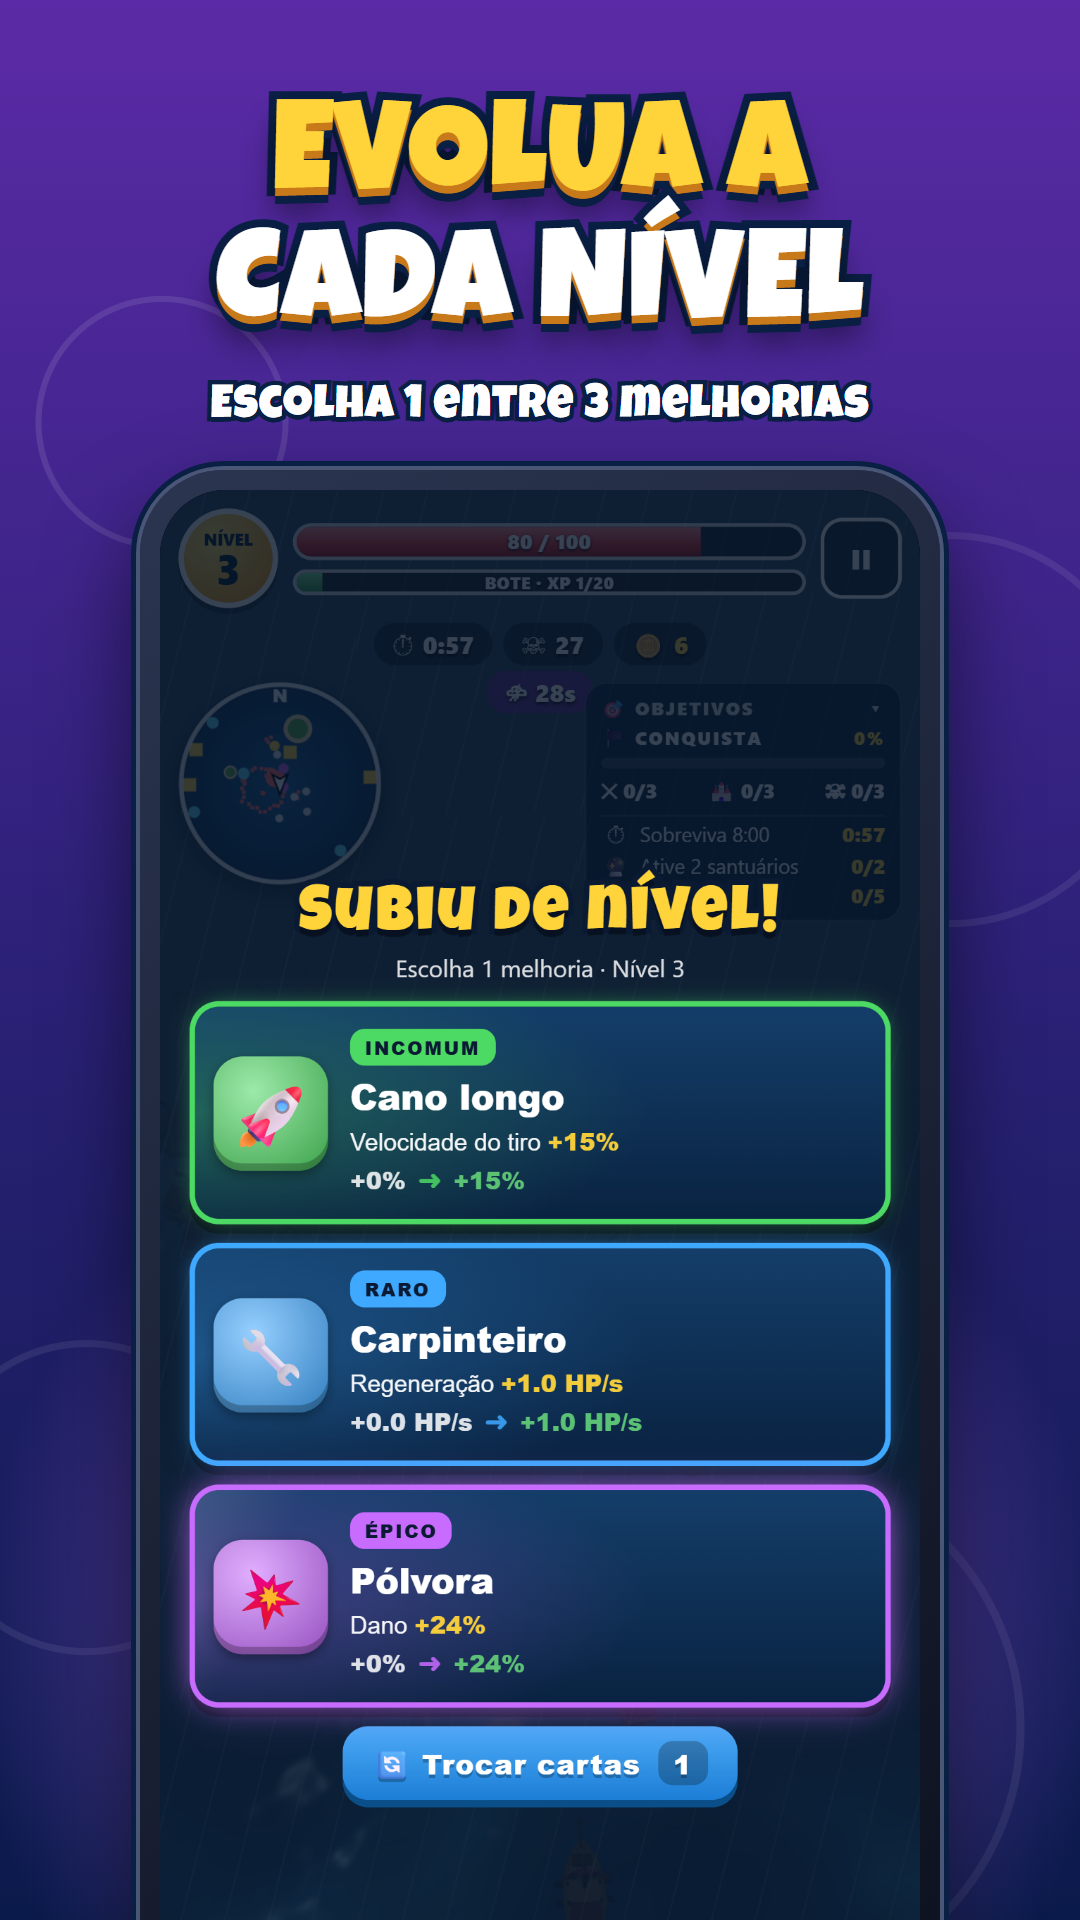 EVOLUA A
CADA NÍVEL
ESCOLHA 1 ENTRE 3 MELHORIAS
NÍVEL
3
80 / 100
BOTE · XP 1/20
0:57
27
6
28s
N
OBJETIVOS
CONQUISTA 0%
0/3 0/3 0/3
Sobreviva 8:00 0:57
Ative 2 santuários 0/2
0/5
SUBIU DE NÍVEL!
Escolha 1 melhoria · Nível 3
INCOMUM
Cano longo
Velocidade do tiro +15%
+0% → +15%
RARO
Carpinteiro
Regeneração +1.0 HP/s
+0.0 HP/s → +1.0 HP/s
ÉPICO
Pólvora
Dano +24%
+0% → +24%
Trocar cartas 1